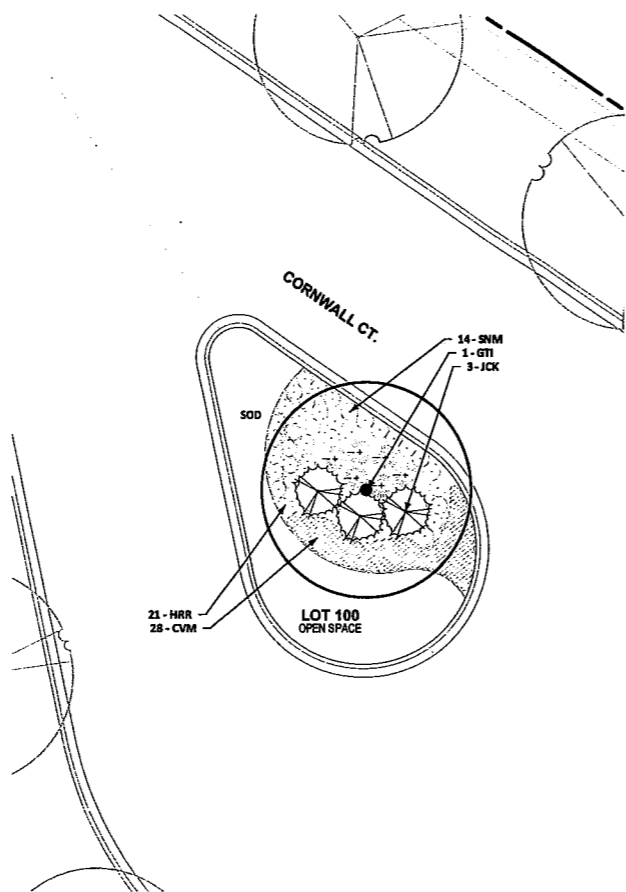 CORNWALL CT.
14 - SNM
1 - GTI
3 - JCK
SOD
21 - HRR
28 - CVM
LOT 100
OPEN SPACE